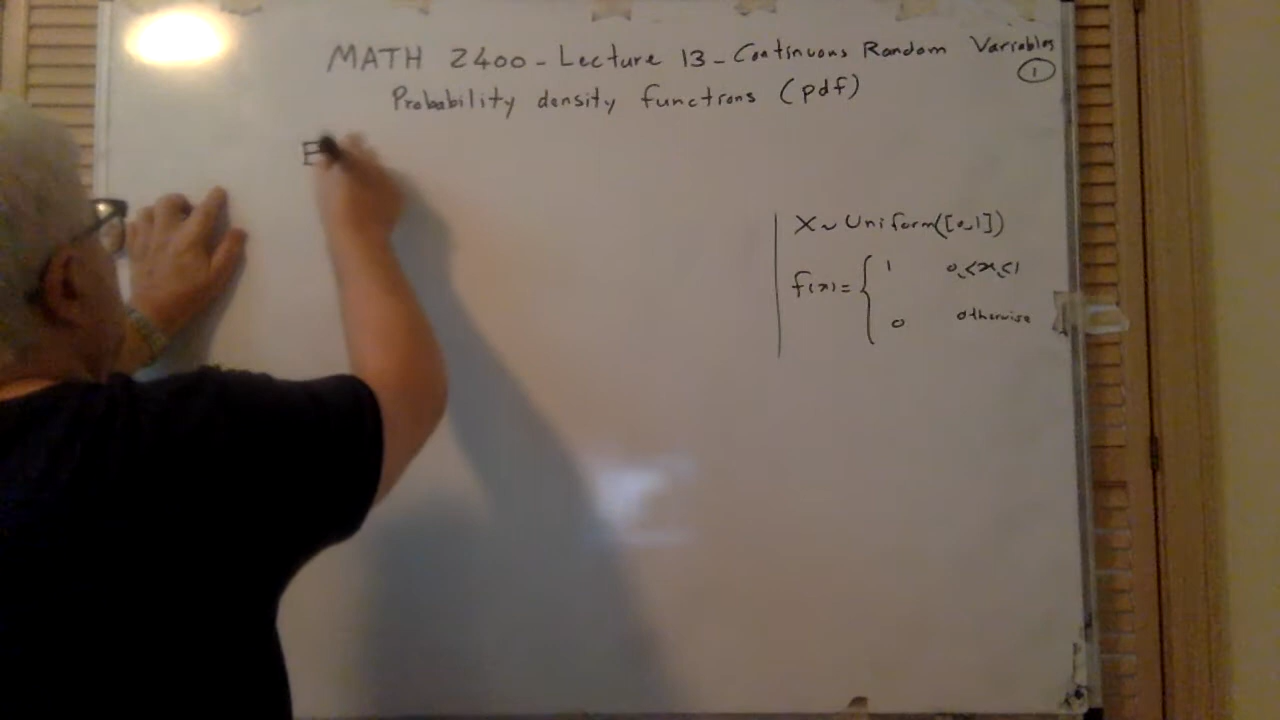 MATH 2400 - Lecture 13 - Continuous Random Variables
1
Probability density functions (pdf)
E
X ~ Uniform([0,1])
f(x) = { 1 0≤x≤1
0 otherwise